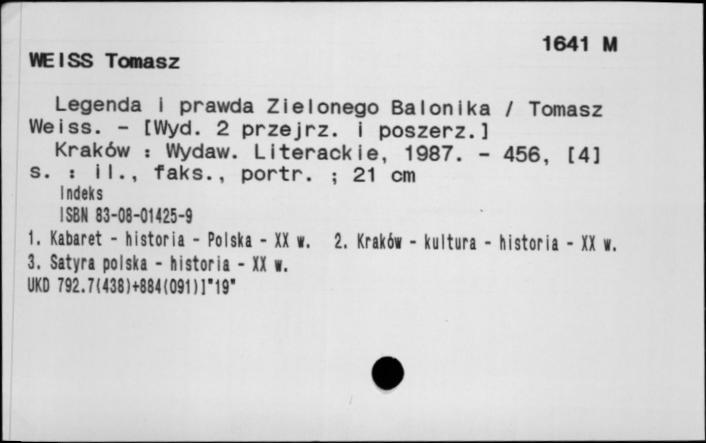 1641 M
WEISS Tomasz
Legenda i prawda Zielonego Balonika / Tomasz
Weiss. - [Wyd. 2 przejrz. i poszerz.]
Kraków : Wydaw. Literackie, 1987. - 456, [4]
s. : il., faks., portr. ; 21 cm
Indeks
ISBN 83-08-01425-9
1. Kabaret - historia - Polska - XX w. 2. Kraków - kultura - historia - XX w.
3. Satyra polska - historia - XX w.
UKD 792.7(438)+884(091)]"19"